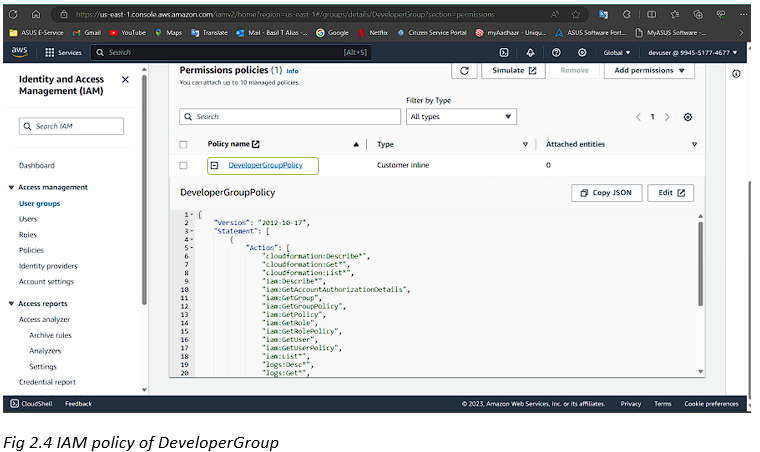 https://us-east-1.console.aws.amazon.com/iamv2/home?region=us-east-1#/groups/details/DeveloperGroup?section=permissions
ASUS E-Service Gmail YouTube Maps Translate Mail - Basil T Alias -... Google Netflix Citizen Service Portal myAadhaar - Uniqu... ASUS Software Port... MyASUS Software -...
aws Services Search [Alt+S] Global devuser @ 9945-5177-4677
Identity and Access Management (IAM)
Search IAM
Dashboard
Access management
User groups
Users
Roles
Policies
Identity providers
Account settings
Access reports
Access analyzer
Archive rules
Analyzers
Settings
Credential report
Permissions policies (1) Info
You can attach up to 10 managed policies.
Simulate Remove Add permissions
Filter by Type
Search All types 1
Policy name Type Attached entities
DeveloperGroupPolicy Customer inline 0
DeveloperGroupPolicy Copy JSON Edit
1 {
2 "Version": "2012-10-17",
3 "Statement": [
4 {
5 "Action": [
6 "cloudformation:Describe*",
7 "cloudformation:Get*",
8 "cloudformation:List*",
9 "iam:Describe*",
10 "iam:GetAccountAuthorizationDetails",
11 "iam:GetGroup",
12 "iam:GetGroupPolicy",
13 "iam:GetPolicy",
14 "iam:GetRole",
15 "iam:GetRolePolicy",
16 "iam:GetUser",
17 "iam:GetUserPolicy",
18 "iam:List*",
19 "logs:Desc*",
20 "logs:Get*",
CloudShell Feedback © 2023, Amazon Web Services, Inc. or its affiliates. Privacy Terms Cookie preferences
Fig 2.4 IAM policy of DeveloperGroup